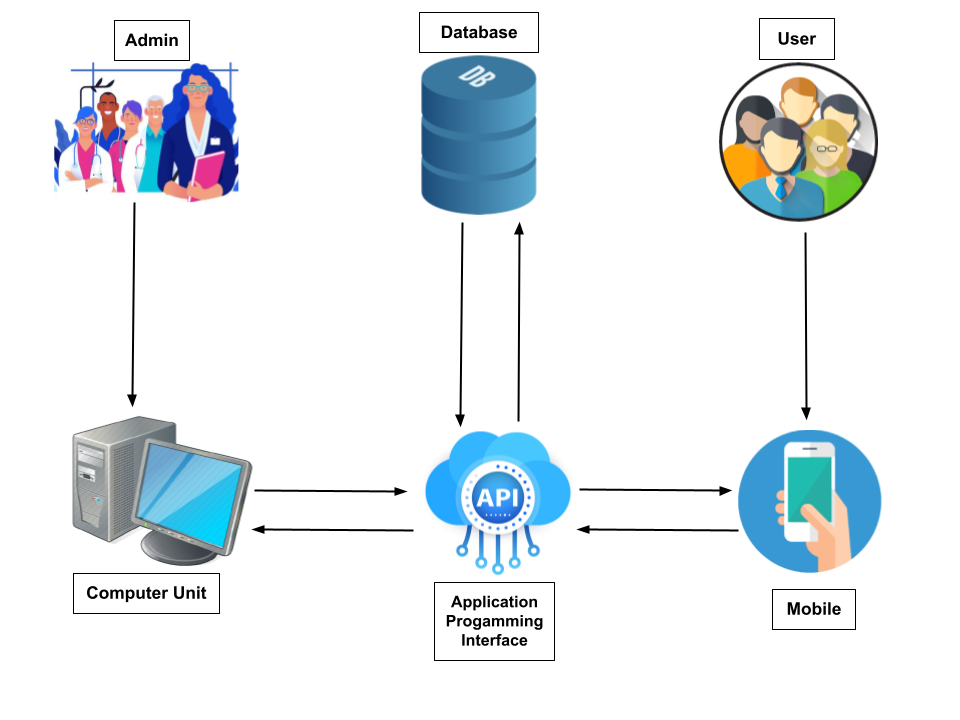 Admin
Database
User
DB
API
Computer Unit
Application
Progamming
Interface
Mobile